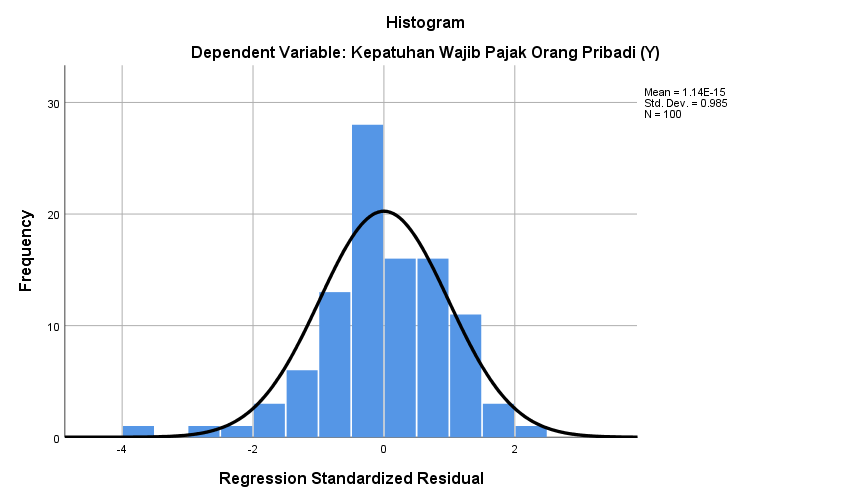 Histogram
Dependent Variable: Kepatuhan Wajib Pajak Orang Pribadi (Y)
Mean = 1.14E-15
Std. Dev. = 0.985
N = 100
Frequency
30
20
10
0
-4
-2
0
2
Regression Standardized Residual